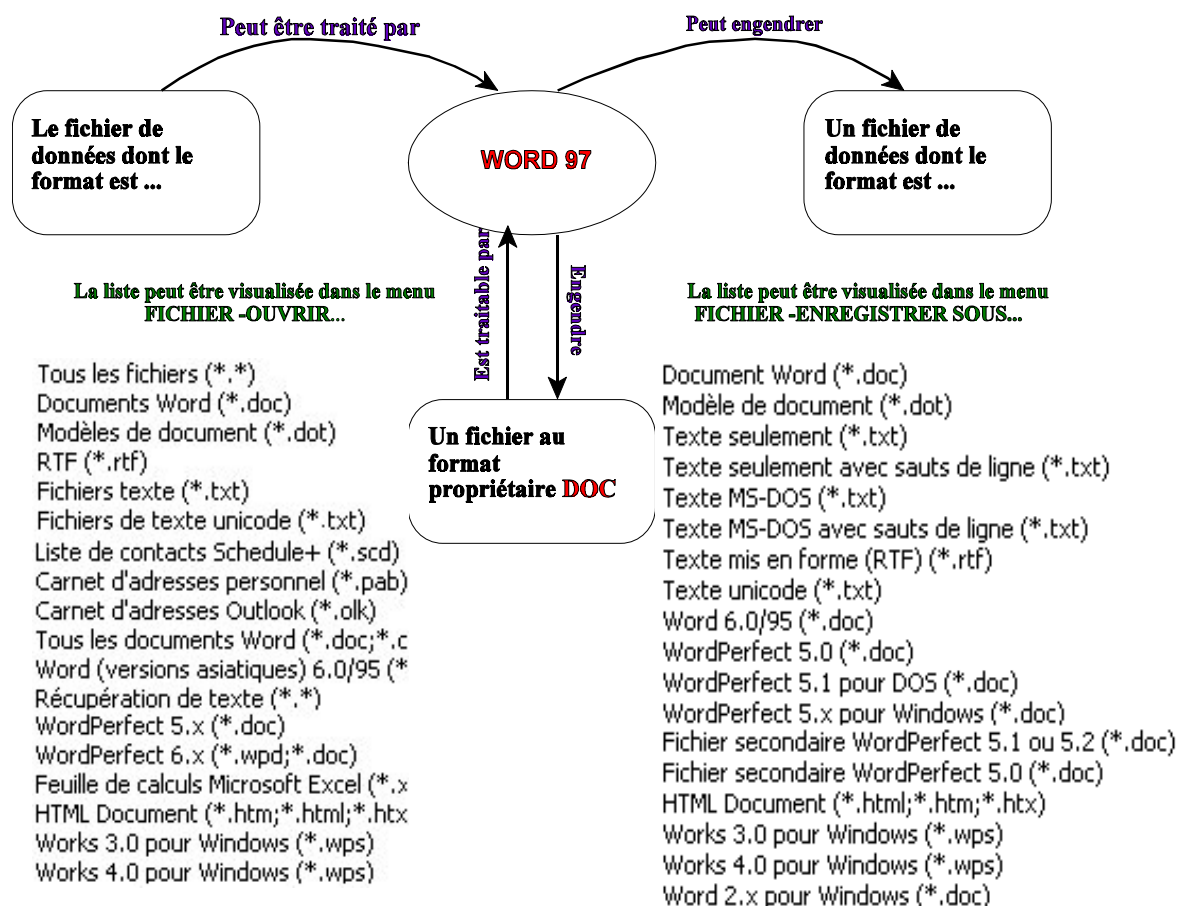 Peut être traité par
Peut engendrer
Le fichier de
données dont le
format est ...
WORD 97
Un fichier de
données dont le
format est ...
Est traitable par
Engendre
La liste peut être visualisée dans le menu
FICHIER -OUVRIR...
La liste peut être visualisée dans le menu
FICHIER -ENREGISTRER SOUS...
Un fichier au
format
propriétaire DOC
Tous les fichiers (*.*)
Documents Word (*.doc)
Modèles de document (*.dot)
RTF (*.rtf)
Fichiers texte (*.txt)
Fichiers de texte unicode (*.txt)
Liste de contacts Schedule+ (*.scd)
Carnet d'adresses personnel (*.pab)
Carnet d'adresses Outlook (*.olk)
Tous les documents Word (*.doc;*.c
Word (versions asiatiques) 6.0/95 (*
Récupération de texte (*.*)
WordPerfect 5.x (*.doc)
WordPerfect 6.x (*.wpd;*.doc)
Feuille de calculs Microsoft Excel (*.x
HTML Document (*.htm;*.html;*.htx
Works 3.0 pour Windows (*.wps)
Works 4.0 pour Windows (*.wps)
Document Word (*.doc)
Modèle de document (*.dot)
Texte seulement (*.txt)
Texte seulement avec sauts de ligne (*.txt)
Texte MS-DOS (*.txt)
Texte MS-DOS avec sauts de ligne (*.txt)
Texte mis en forme (RTF) (*.rtf)
Texte unicode (*.txt)
Word 6.0/95 (*.doc)
WordPerfect 5.0 (*.doc)
WordPerfect 5.1 pour DOS (*.doc)
WordPerfect 5.x pour Windows (*.doc)
Fichier secondaire WordPerfect 5.1 ou 5.2 (*.doc)
Fichier secondaire WordPerfect 5.0 (*.doc)
HTML Document (*.html;*.htm;*.htx)
Works 3.0 pour Windows (*.wps)
Works 4.0 pour Windows (*.wps)
Word 2.x pour Windows (*.doc)